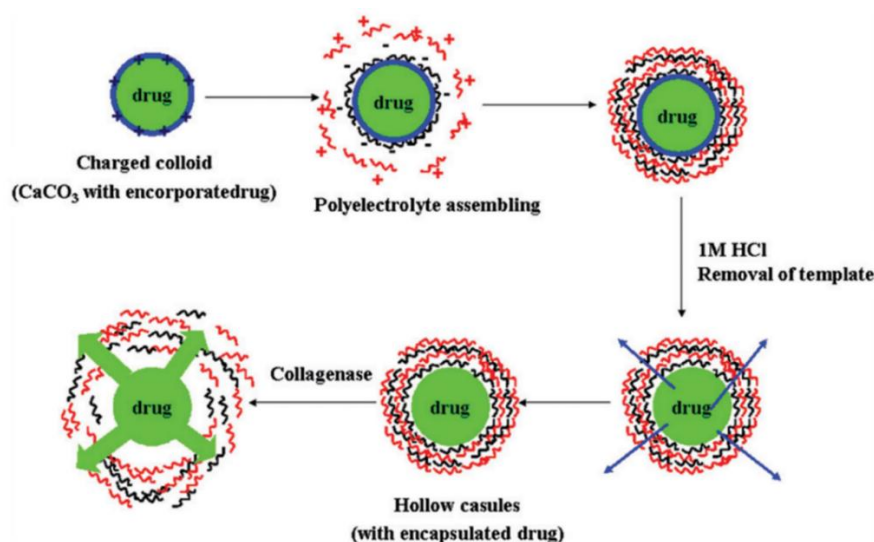 drug
Charged colloid
(CaCO₃ with encorporatedrug)
drug
Polyelectrolyte assembling
drug
1M HCl
Removal of template
drug
drug
Hollow casules
(with encapsulated drug)
Collagenase
drug